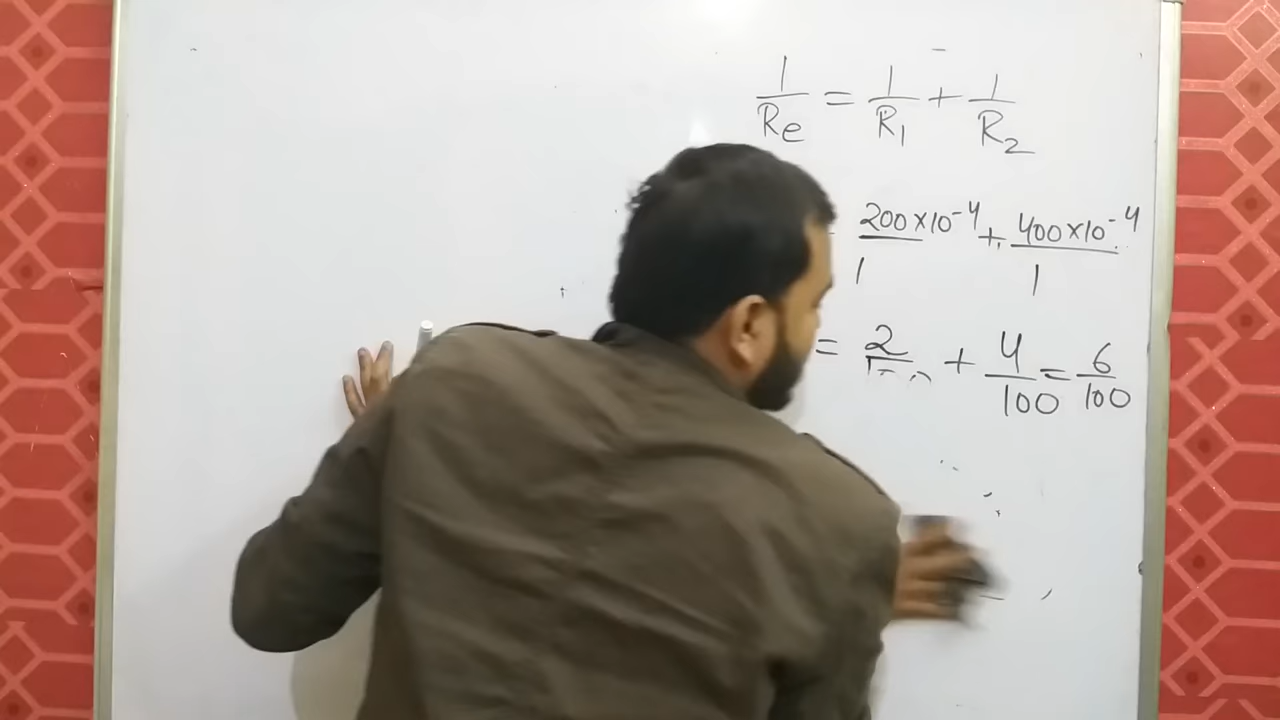 1/Re = 1/R1 + 1/R2
200×10^-4/1 + 400×10^-4/1
= 2/100 + 4/100 = 6/100